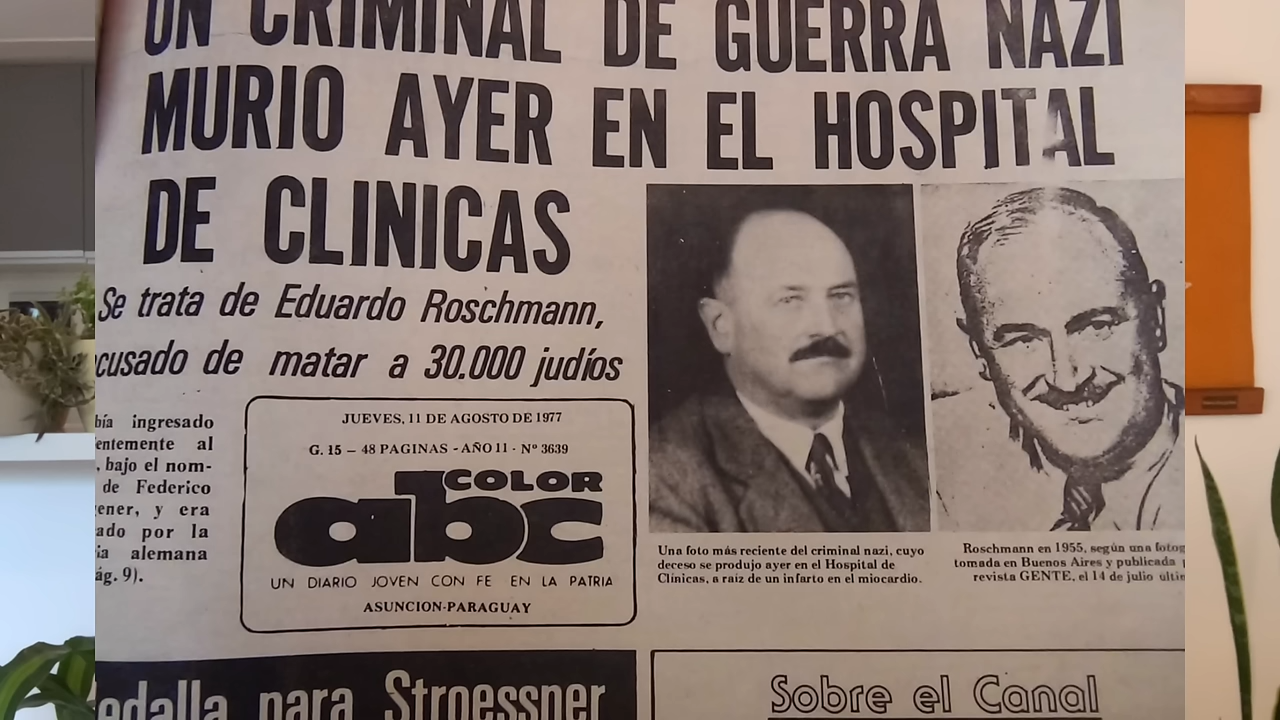 UN CRIMINAL DE GUERRA NAZI
MURIO AYER EN EL HOSPITAL
DE CLINICAS
Se trata de Eduardo Roschmann,
cusado de matar a 30.000 judíos
bía ingresado
entemente al
, bajo el nom-
de Federico
ener, y era
ado por la
ia alemana
ág. 9).
JUEVES, 11 DE AGOSTO DE 1977
G. 15 — 48 PAGINAS - AÑO 11 - Nº 3639
COLOR
abc
UN DIARIO JOVEN CON FE EN LA PATRIA
ASUNCION-PARAGUAY
Una foto más reciente del criminal nazi, cuyo
deceso se produjo ayer en el Hospital de
Clínicas, a raíz de un infarto en el miocardio.
Roschmann en 1955, según una fotog
tomada en Buenos Aires y publicada
revista GENTE, el 14 de julio últi
edalla para Stroessner
Sobre el Canal